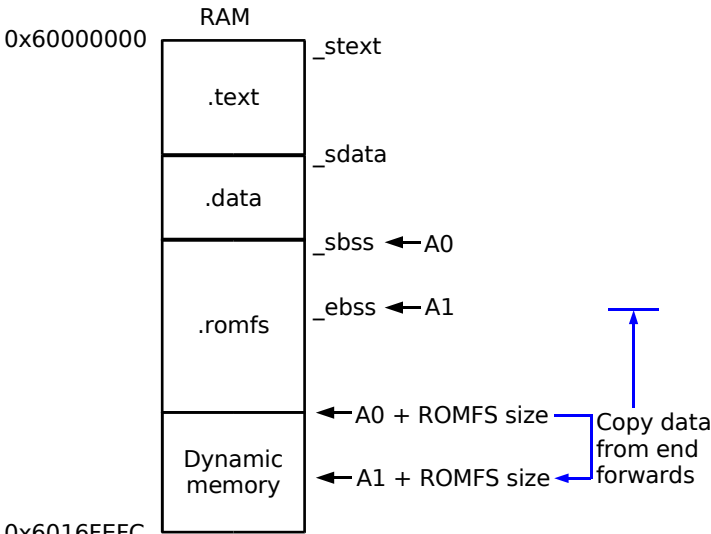 RAM
0x60000000
_stext
.text
_sdata
.data
_sbss
A0
_ebss
A1
.romfs
A0 + ROMFS size
Copy data
from end
forwards
Dynamic
memory
A1 + ROMFS size
0x6016FEFC